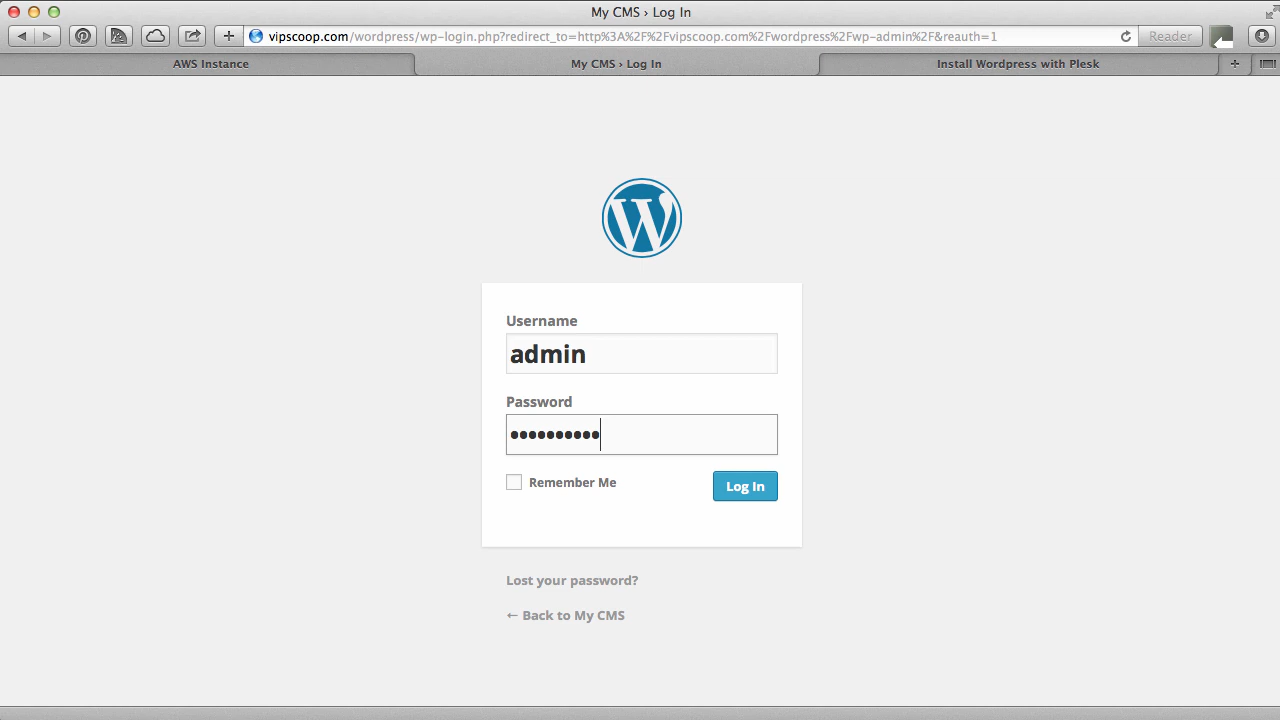 My CMS › Log In
vipscoop.com/wordpress/wp-login.php?redirect_to=http%3A%2F%2Fvipscoop.com%2Fwordpress%2Fwp-admin%2F&reauth=1
Reader
AWS Instance
My CMS › Log In
Install Wordpress with Plesk
W
Username
admin
Password
••••••••••
Remember Me
Log In
Lost your password?
← Back to My CMS